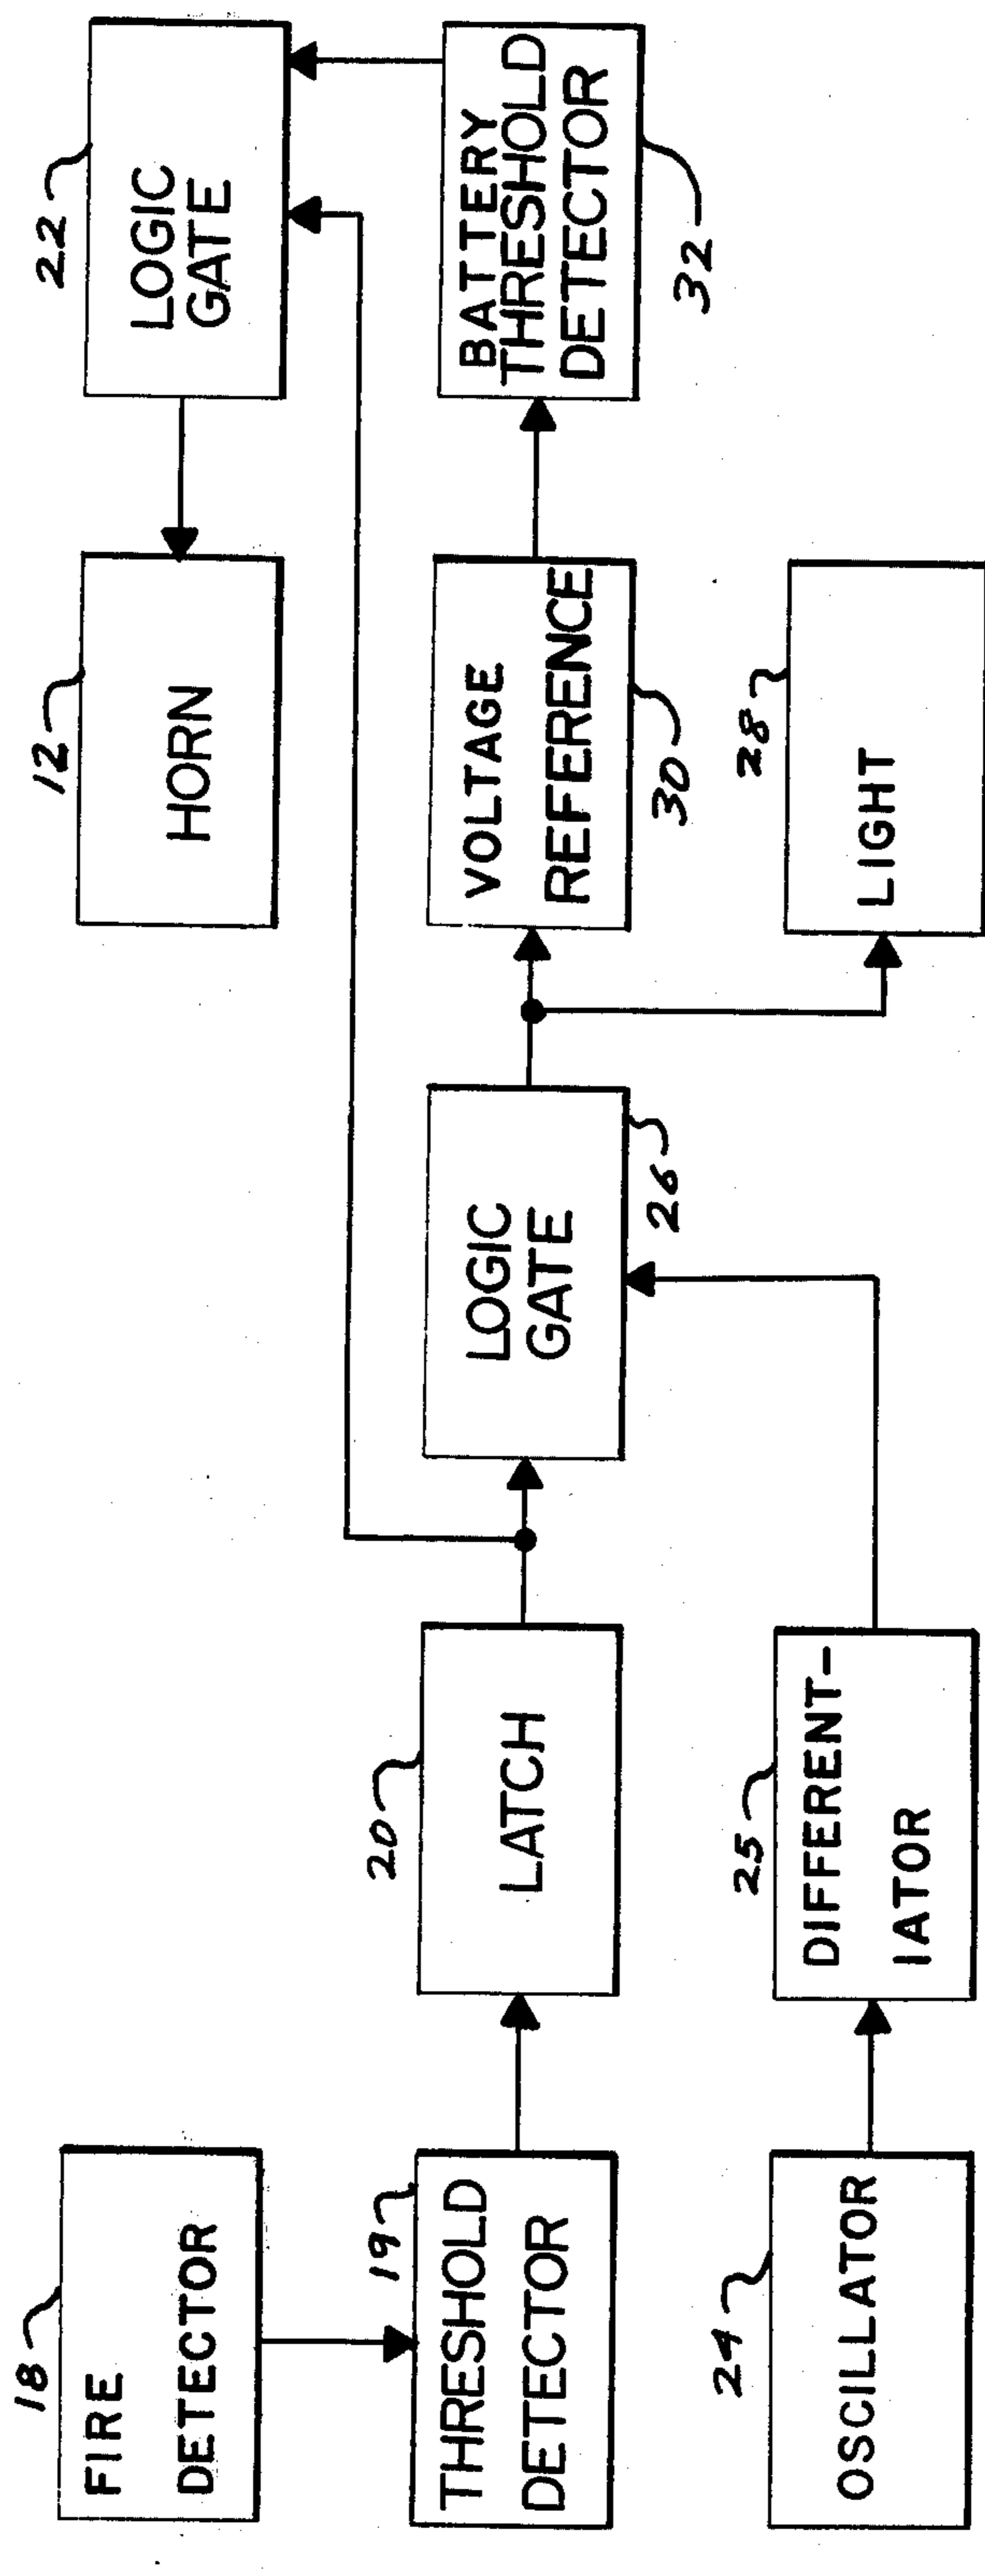 18
FIRE
DETECTOR
19
THRESHOLD
DETECTOR
24
OSCILLATOR
20
LATCH
25
DIFFERENT-
IATOR
LOGIC
GATE
26
12
HORN
VOLTAGE
REFERENCE
30
28
LIGHT
22
LOGIC
GATE
BATTERY
THRESHOLD
DETECTOR
32